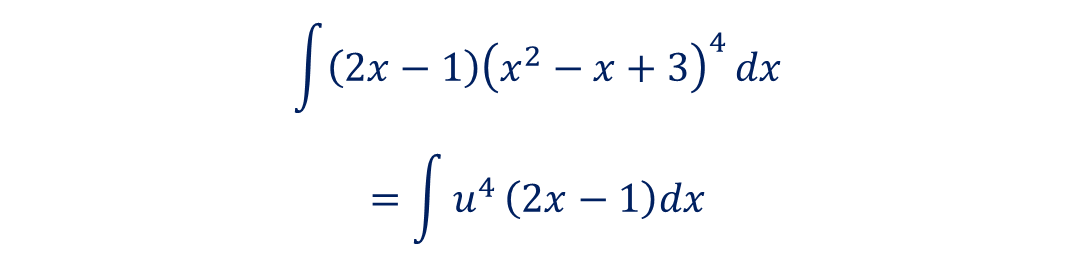 ∫(2x − 1)(x² − x + 3)⁴ dx
= ∫ u⁴ (2x − 1)dx